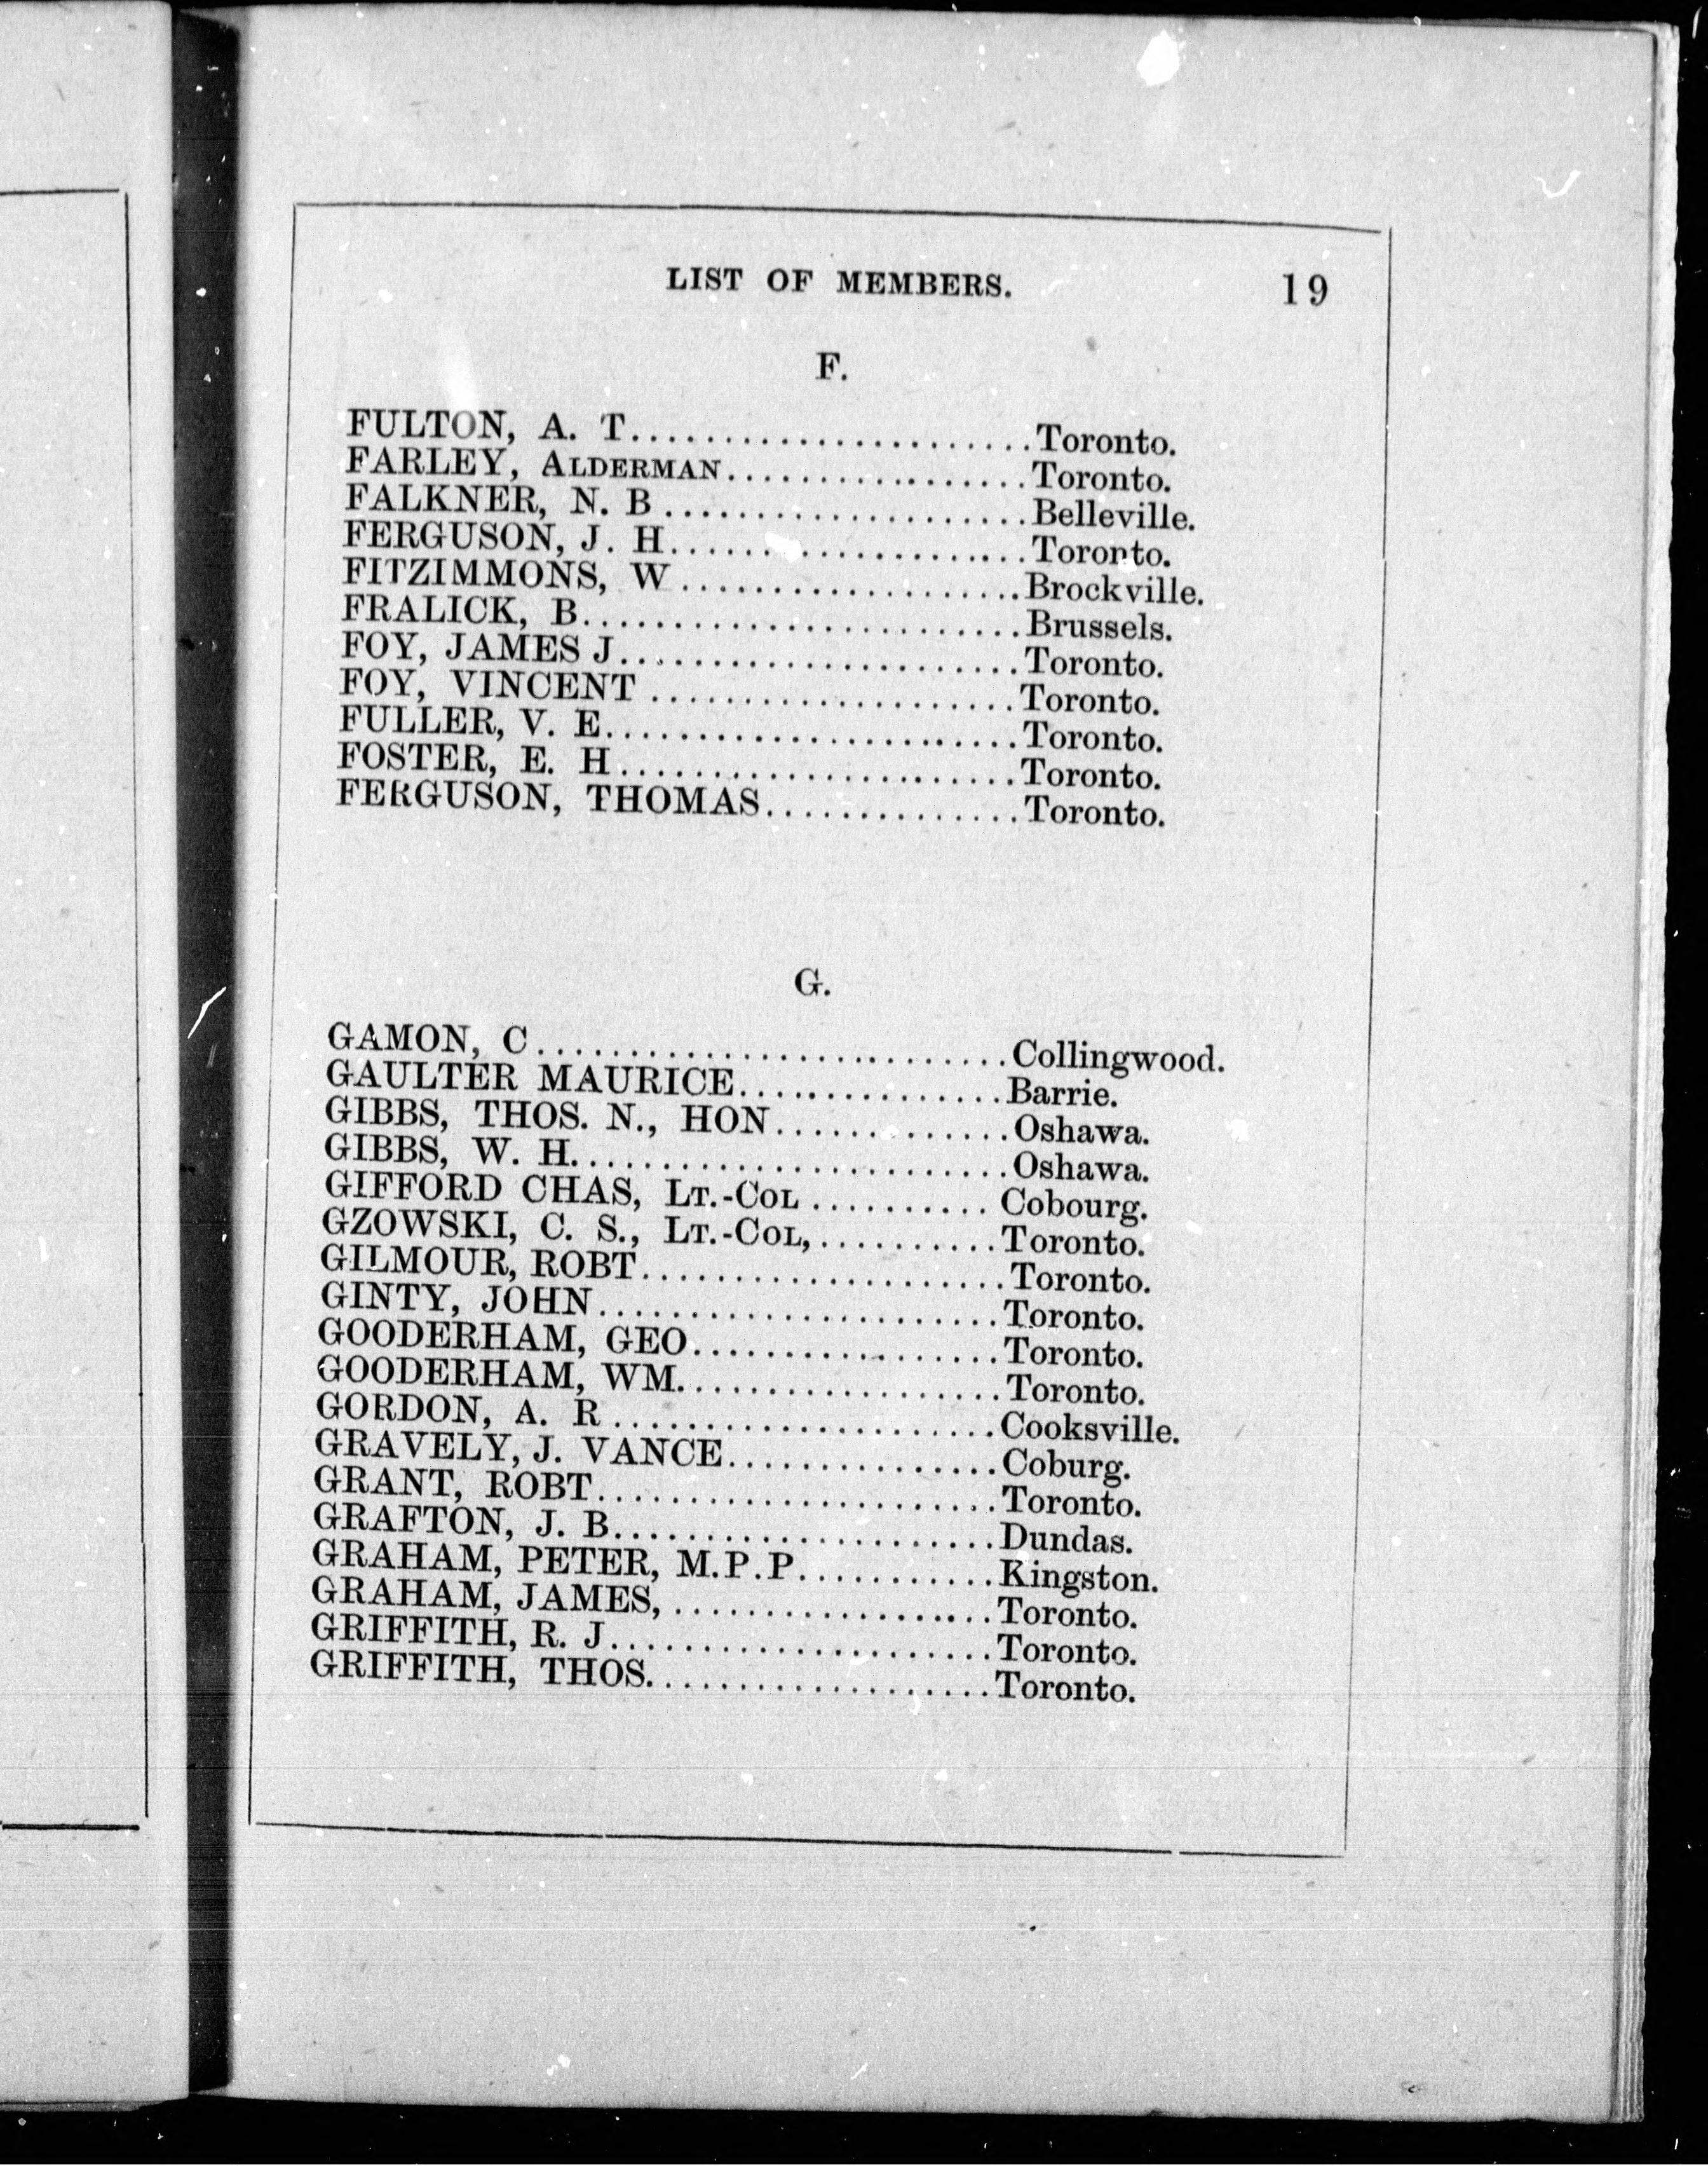 LIST OF MEMBERS. 19
F.
FULTON, A. T.......................Toronto.
FARLEY, ALDERMAN.................Toronto.
FALKNER, N. B ....................Belleville.
FERGUSON, J. H....................Toronto.
FITZIMMONS, W ...................Brockville.
FRALICK, B........................Brussels.
FOY, JAMES J......................Toronto.
FOY, VINCENT ....................Toronto.
FULLER, V. E.......................Toronto.
FOSTER, E. H......................Toronto.
FERGUSON, THOMAS..............Toronto.
G.
GAMON, C..........................Collingwood.
GAULTER MAURICE...............Barrie.
GIBBS, THOS. N., HON.............Oshawa.
GIBBS, W. H........................Oshawa.
GIFFORD CHAS, LT.-COL .......... Cobourg.
GZOWSKI, C. S., LT.-COL,..........Toronto.
GILMOUR, ROBT....................Toronto.
GINTY, JOHN......................Toronto.
GOODERHAM, GEO.................Toronto.
GOODERHAM, WM..................Toronto.
GORDON, A. R.....................Cooksville.
GRAVELY, J. VANCE...............Coburg.
GRANT, ROBT......................Toronto.
GRAFTON, J. B.....................Dundas.
GRAHAM, PETER, M.P.P...........Kingston.
GRAHAM, JAMES,..................Toronto.
GRIFFITH, R. J.....................Toronto.
GRIFFITH, THOS...................Toronto.